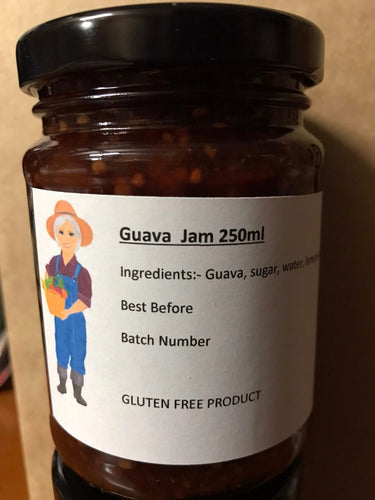 Guava Jam 250ml
Ingredients:- Guava, sugar, water,
Best Before
Batch Number
GLUTEN FREE PRODUCT